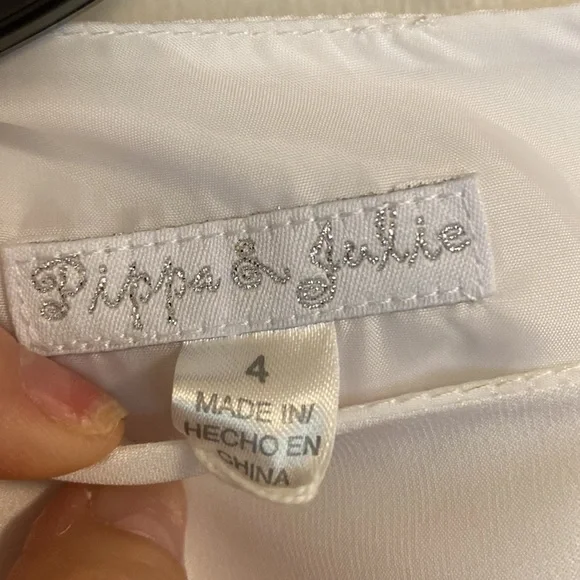 Pippa & Julie
4
MADE IN/
HECHO EN
CHINA